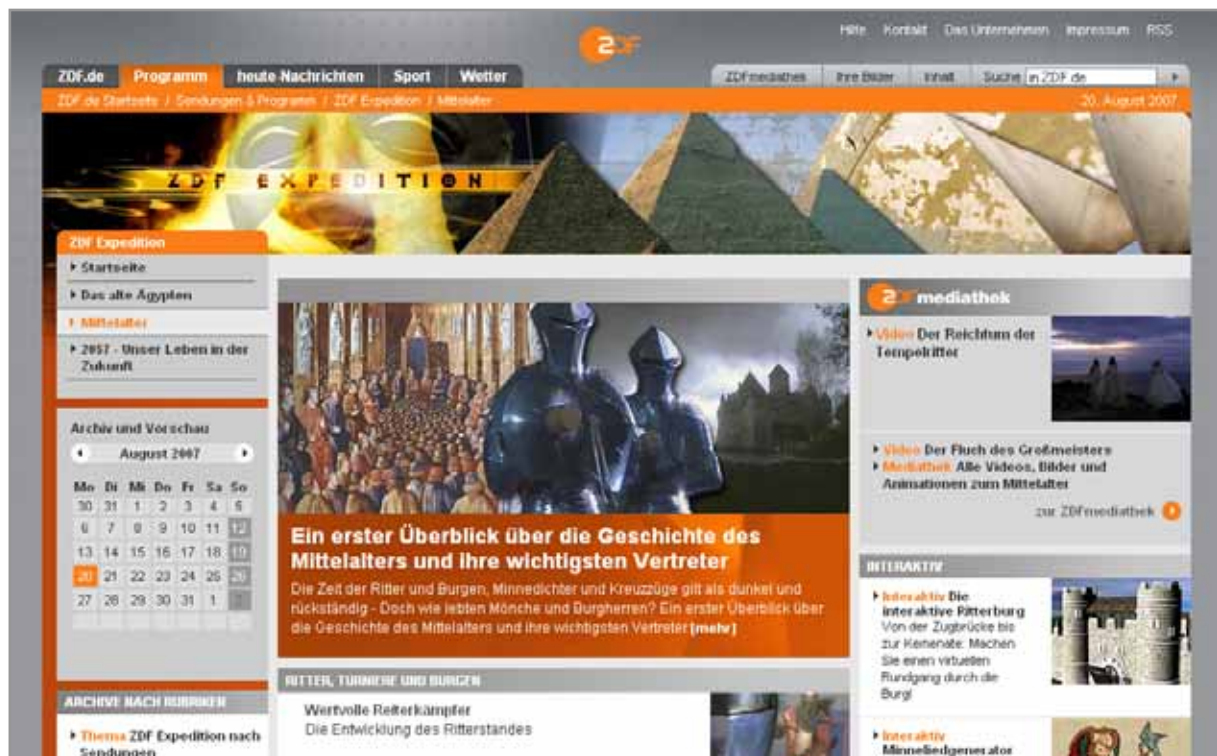 ZDF
Hilfe Kontakt Das Unternehmen Impressum RSS
ZDF.de Programm heute-Nachrichten Sport Wetter
ZDFmediathek Ihre Bilder Inhalt Suche in ZDF.de
ZDF.de Startseite / Sendungen & Programm / ZDF Expedition / Mittelalter
20. August 2007
ZDF EXPEDITION
ZDF Expedition
Startseite
Das alte Ägypten
Mittelalter
2057 - Unser Leben in der
Zukunft
Archiv und Vorschau
August 2007
Mo Di Mi Do Fr Sa So
30 31 1 2 3 4 5
6 7 8 9 10 11 12
13 14 15 16 17 18 19
20 21 22 23 24 25 26
27 28 29 30 31 1 2
ARCHIVE NACH RUBRIKEN
Thema ZDF Expedition nach
Sendungen
Ein erster Überblick über die Geschichte des
Mittelalters und ihre wichtigsten Vertreter
Die Zeit der Ritter und Burgen, Minnedichter und Kreuzzüge gilt als dunkel und
rückständig - Doch wie lebten Mönche und Burgherren? Ein erster Überblick über
die Geschichte des Mittelalters und ihre wichtigsten Vertreter [mehr]
RITTER, TURNIERE UND BURGEN
Wertvolle Reiterkämpfer
Die Entwicklung des Ritterstandes
ZDF mediathek
Video Der Reichtum der
Tempelritter
Video Der Fluch des Großmeisters
Mediathek Alle Videos, Bilder und
Animationen zum Mittelalter
zur ZDFmediathek
INTERAKTIV
Interaktiv Die
interaktive Ritterburg
Von der Zugbrücke bis
zur Kemenate: Machen
Sie einen virtuellen
Rundgang durch die
Burg!
Interaktiv
Minneliedgenerator